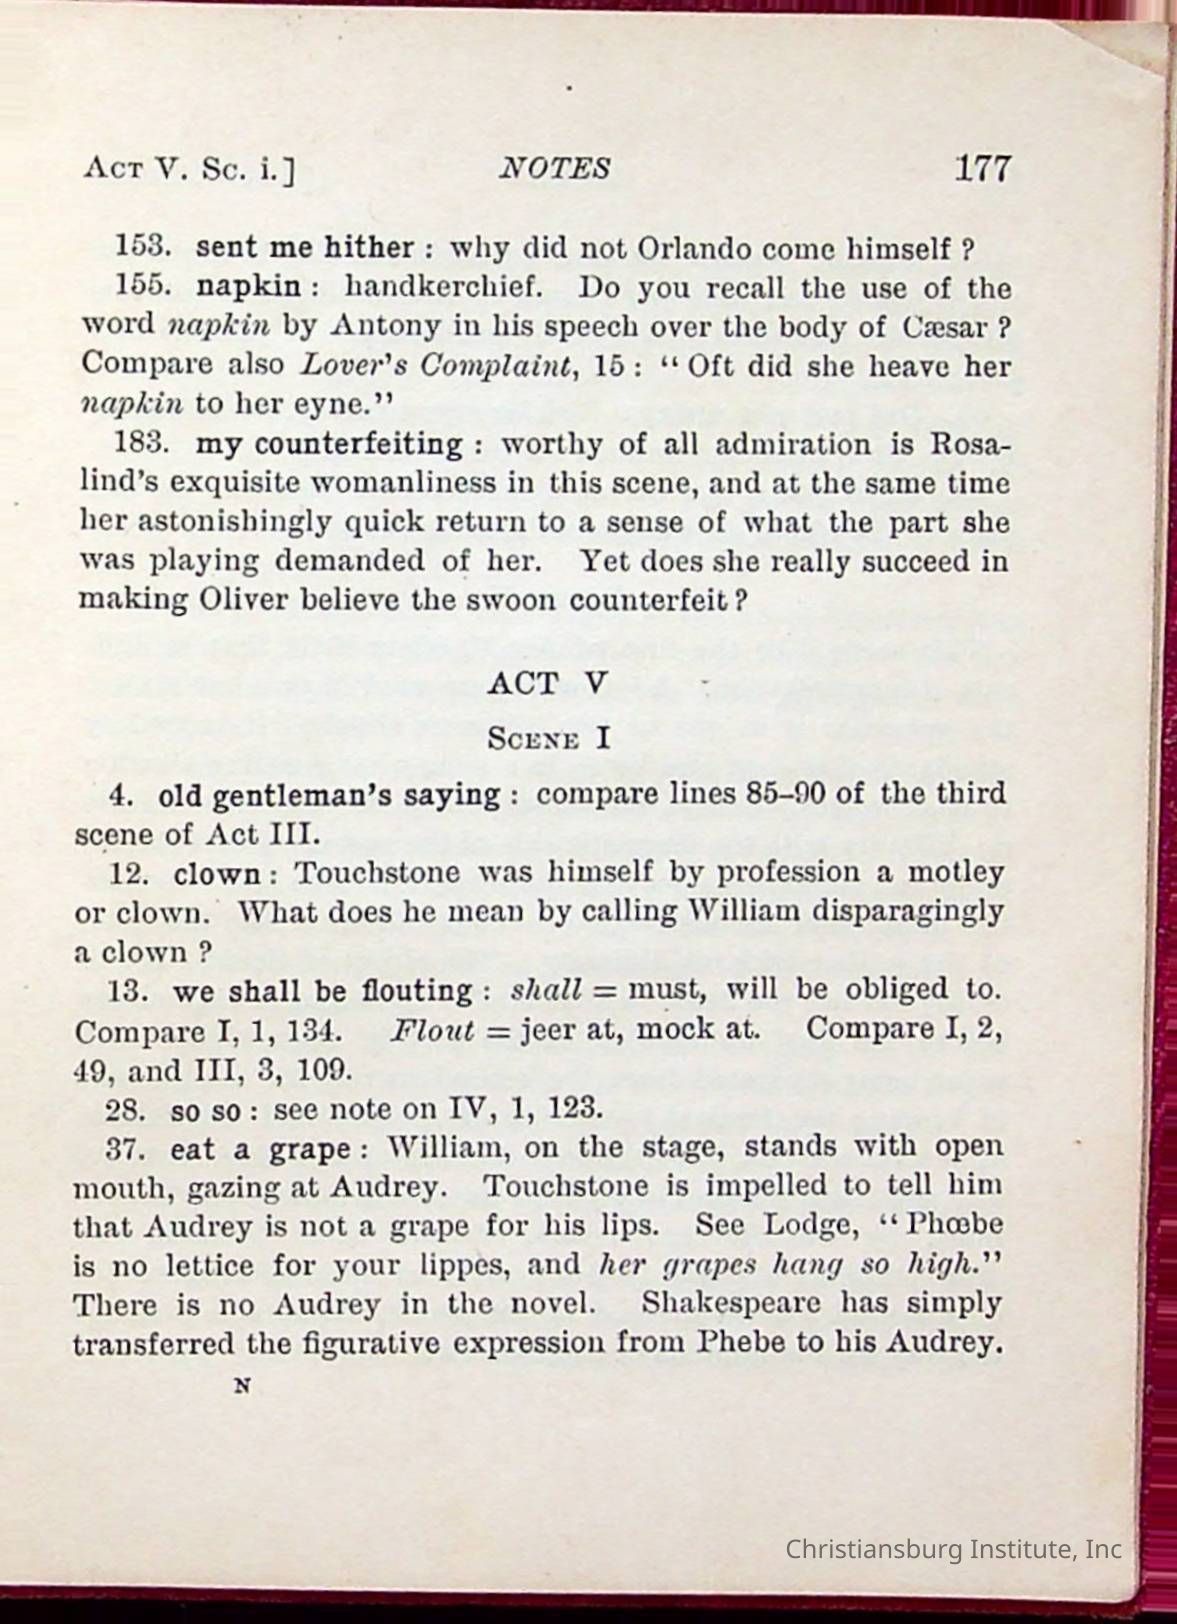 ACT V. Sc. i.] NOTES 177
153. sent me hither : why did not Orlando come himself ?
155. napkin : handkerchief. Do you recall the use of the
word napkin by Antony in his speech over the body of Cæsar ?
Compare also Lover's Complaint, 15 : “ Oft did she heave her
napkin to her eyne.”
183. my counterfeiting : worthy of all admiration is Rosa-
lind's exquisite womanliness in this scene, and at the same time
her astonishingly quick return to a sense of what the part she
was playing demanded of her. Yet does she really succeed in
making Oliver believe the swoon counterfeit ?
ACT V
SCENE I
4. old gentleman's saying : compare lines 85–90 of the third
scene of Act III.
12. clown : Touchstone was himself by profession a motley
or clown. What does he mean by calling William disparagingly
a clown ?
13. we shall be flouting : shall = must, will be obliged to.
Compare I, 1, 134. Flout = jeer at, mock at. Compare I, 2,
49, and III, 3, 109.
28. so so : see note on IV, 1, 123.
37. eat a grape : William, on the stage, stands with open
mouth, gazing at Audrey. Touchstone is impelled to tell him
that Audrey is not a grape for his lips. See Lodge, “ Phœbe
is no lettice for your lippes, and her grapes hang so high.”
There is no Audrey in the novel. Shakespeare has simply
transferred the figurative expression from Phebe to his Audrey.
N
Christiansburg Institute, Inc